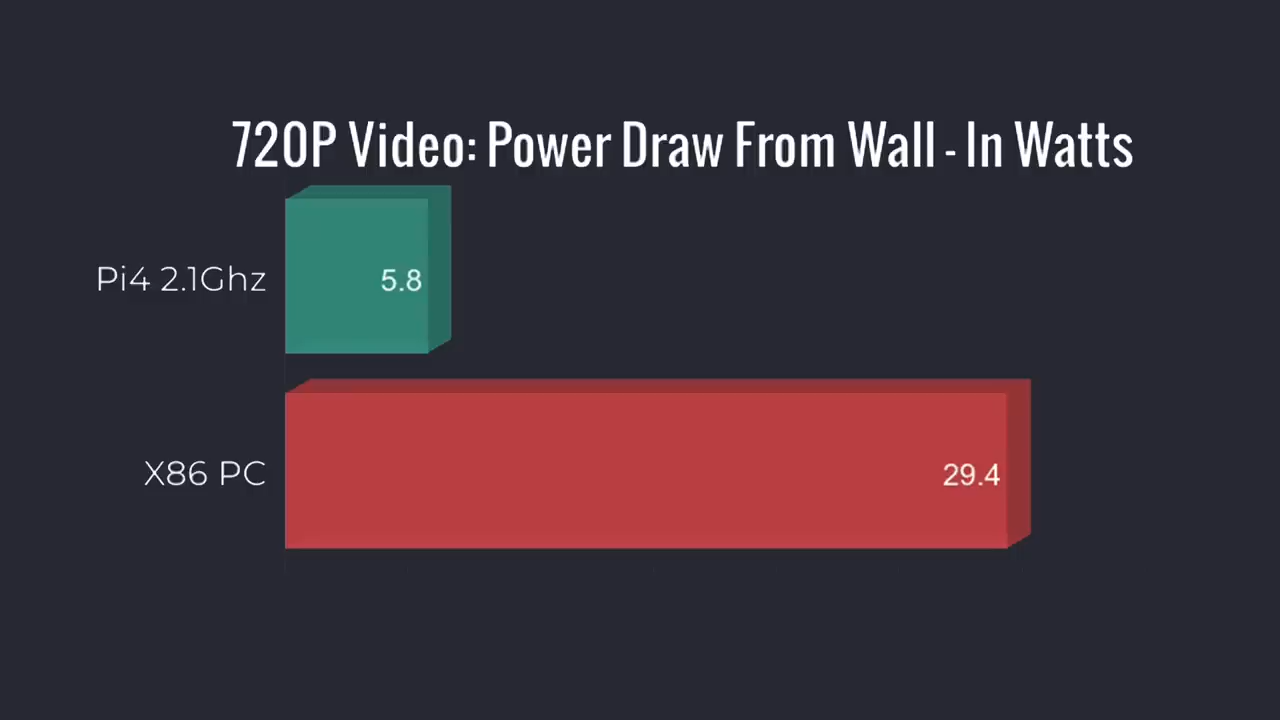 720P Video: Power Draw From Wall - In Watts
Pi4 2.1Ghz
5.8
X86 PC
29.4